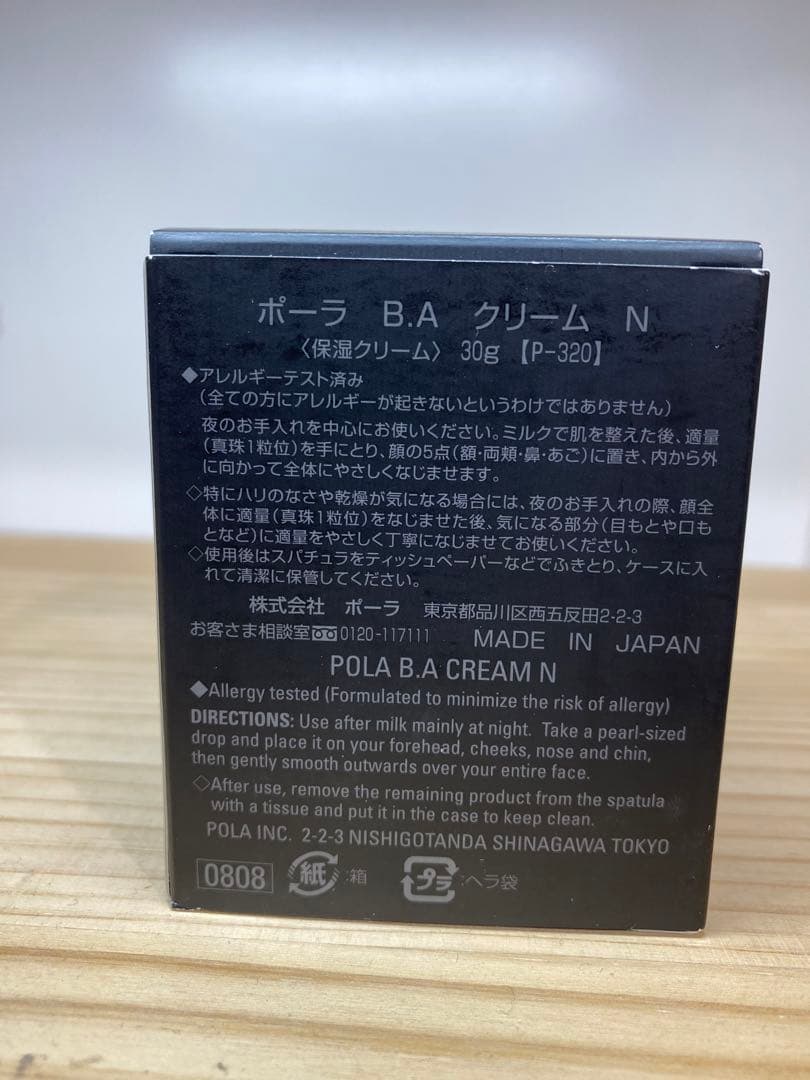 ポーラ B.A クリーム N
〈保湿クリーム〉 30g 【P-320】
◆アレルギーテスト済み
(全ての方にアレルギーが起きないというわけではありません)
夜のお手入れを中心にお使いください。ミルクで肌を整えた後、適量
(真珠1粒位)を手にとり、顔の5点(額・両頬・鼻・あご)に置き、内から外
に向かって全体にやさしくなじませます。
◇特にハリのなさや乾燥が気になる場合には、夜のお手入れの際、顔全
体に適量(真珠1粒位)をなじませた後、気になる部分(目もとや口も
となど)に適量をやさしく丁寧になじませてお使いください。
◇使用後はスパチュラをティッシュペーパーなどでふきとり、ケースに入
れて清潔に保管してください。
株式会社 ポーラ 東京都品川区西五反田2-2-3
お客さま相談室 0120-117111 MADE IN JAPAN
POLA B.A CREAM N
◆Allergy tested (Formulated to minimize the risk of allergy)
DIRECTIONS: Use after milk mainly at night. Take a pearl-sized
drop and place it on your forehead, cheeks, nose and chin,
then gently smooth outwards over your entire face.
◇After use, remove the remaining product from the spatula
with a tissue and put it in the case to keep clean.
POLA INC. 2-2-3 NISHIGOTANDA SHINAGAWA TOKYO
0808 紙:箱 プラ:ヘラ袋